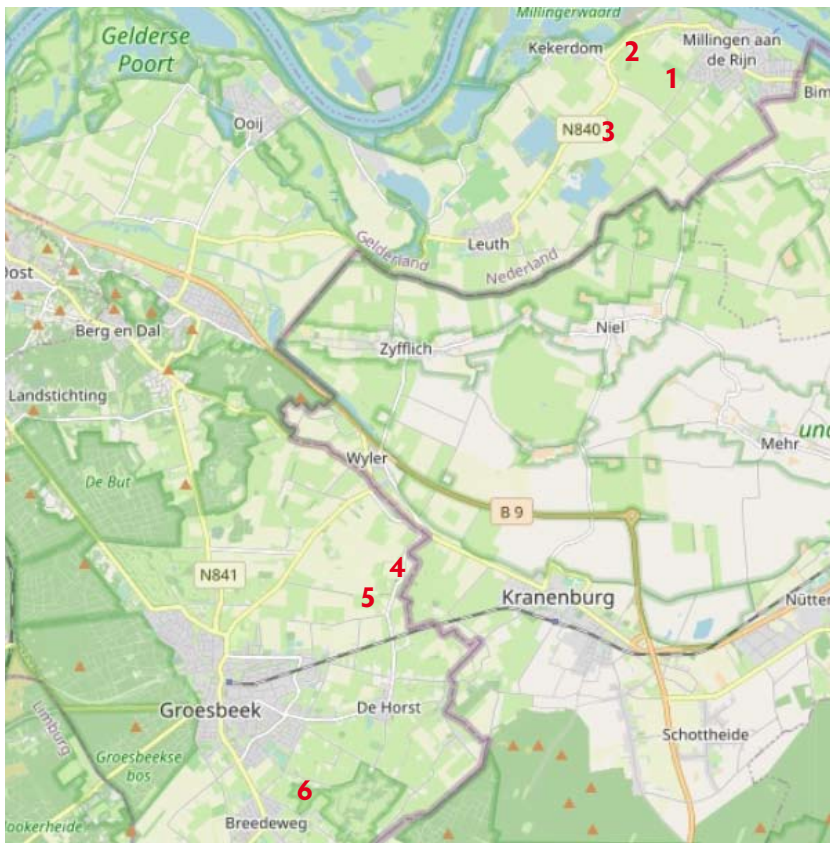 Millingerwaard
Gelderse
Poort
Kekerdom
2
Millingen aan
de Rijn
1
Bim
Ooij
N840
3
Leuth
Gelderland
Nederland
Oost
Berg en Dal
Niel
Zyfflich
Landstichting
und
Mehr
Wyler
De But
B 9
4
N841
5
Kranenburg
Nütter
Groesbeek
De Horst
Limburg
Schottheide
Groesbeekse
bos
6
Breedeweg
ookerheide